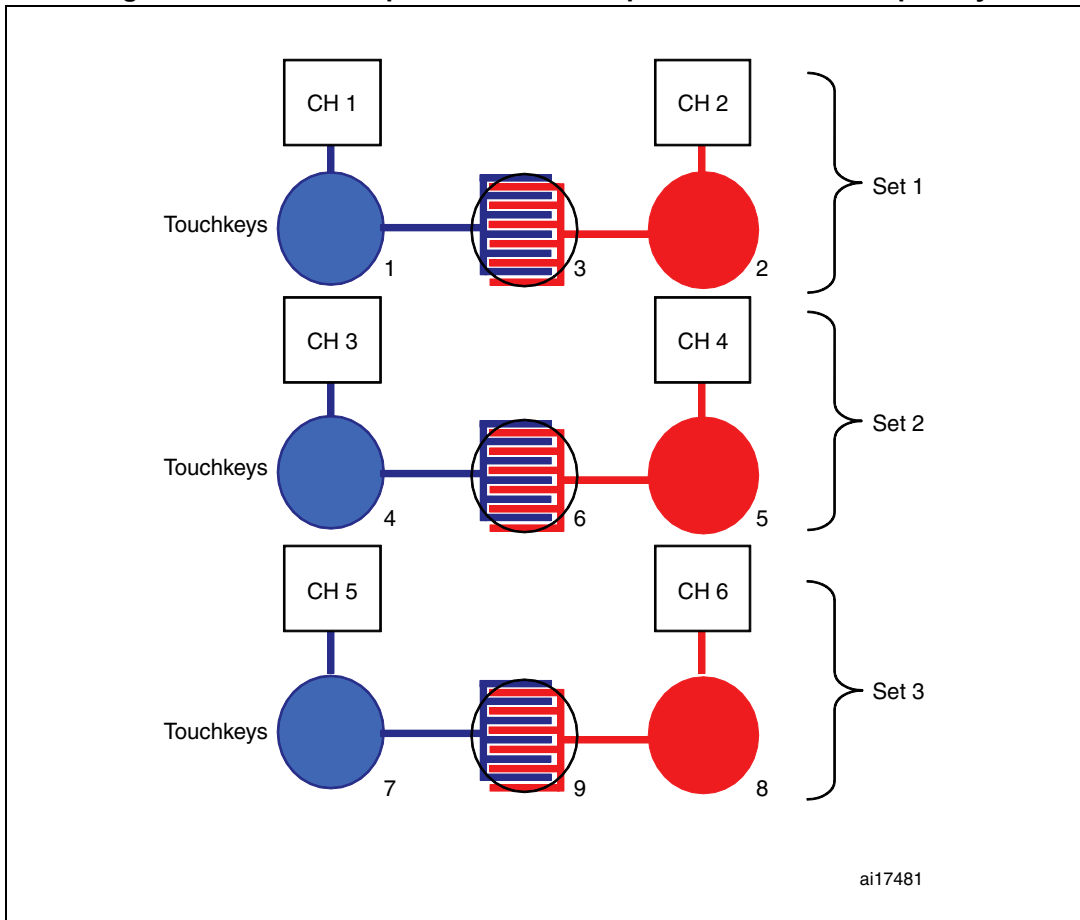 CH 1
CH 2
Touchkeys
1
3
2
Set 1
CH 3
CH 4
Touchkeys
4
6
5
Set 2
CH 5
CH 6
Touchkeys
7
9
8
Set 3
ai17481